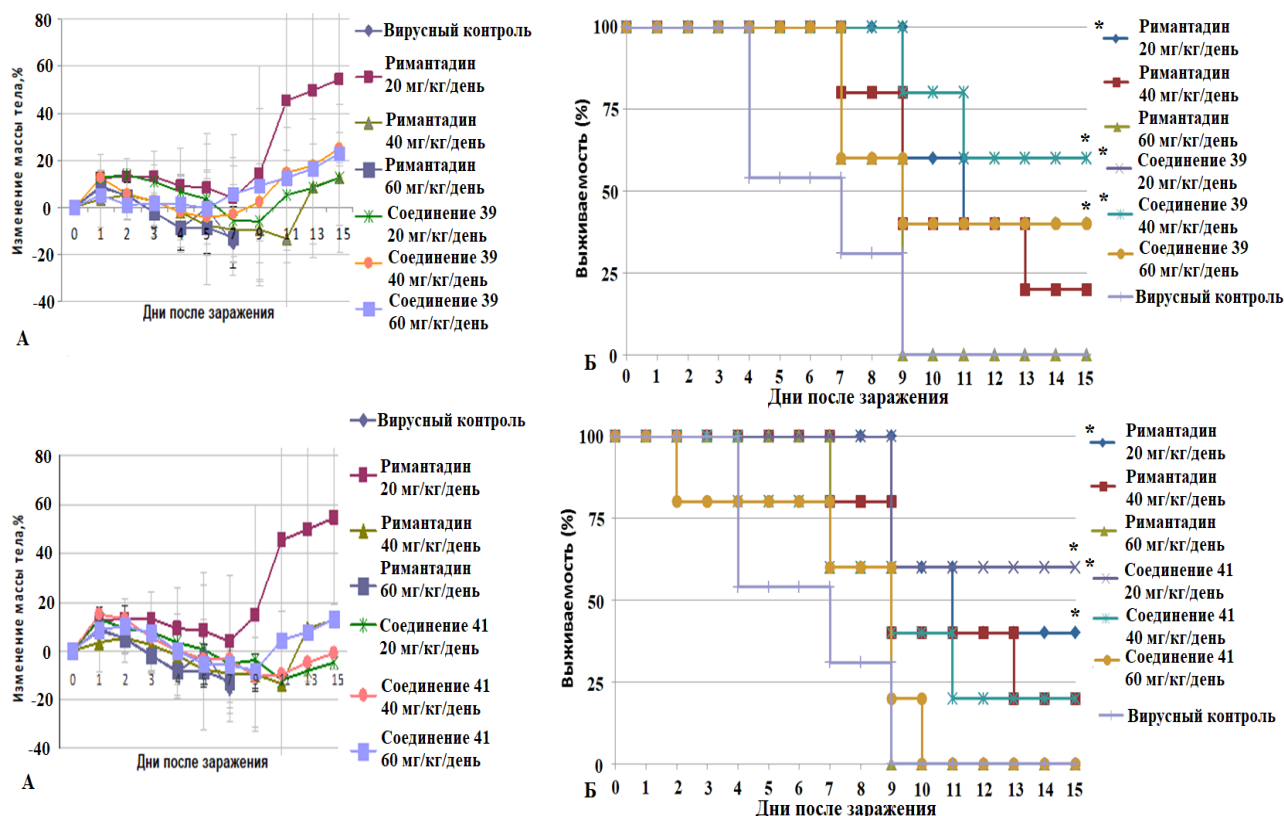 Изменение массы тела,%
80
60
40
20
0
-20
-40
0 1 2 3 4 5 7 9 11 13 15
Дни после заражения
А
Вирусный контроль
Римантадин
20 мг/кг/день
Римантадин
40 мг/кг/день
Римантадин
60 мг/кг/день
Соединение 39
20 мг/кг/день
Соединение 39
40 мг/кг/день
Соединение 39
60 мг/кг/день
Выживаемость (%)
100
75
50
25
0
0 1 2 3 4 5 6 7 8 9 10 11 12 13 14 15
Дни после заражения
Б
*
*
*
*
*
Римантадин
20 мг/кг/день
Римантадин
40 мг/кг/день
Римантадин
60 мг/кг/день
Соединение 39
20 мг/кг/день
Соединение 39
40 мг/кг/день
Соединение 39
60 мг/кг/день
Вирусный контроль
Изменение массы тела,%
80
60
40
20
0
-20
-40
0 1 2 3 7 13 15
Дни после заражения
А
Вирусный контроль
Римантадин
20 мг/кг/день
Римантадин
40 мг/кг/день
Римантадин
60 мг/кг/день
Соединение 41
20 мг/кг/день
Соединение 41
40 мг/кг/день
Соединение 41
60 мг/кг/день
Выживаемость (%)
100
75
50
25
0
0 1 2 3 4 5 6 7 8 9 10 11 12 13 14 15
Дни после заражения
Б
*
*
*
*
Римантадин
20 мг/кг/день
Римантадин
40 мг/кг/день
Римантадин
60 мг/кг/день
Соединение 41
20 мг/кг/день
Соединение 41
40 мг/кг/день
Соединение 41
60 мг/кг/день
Вирусный контроль